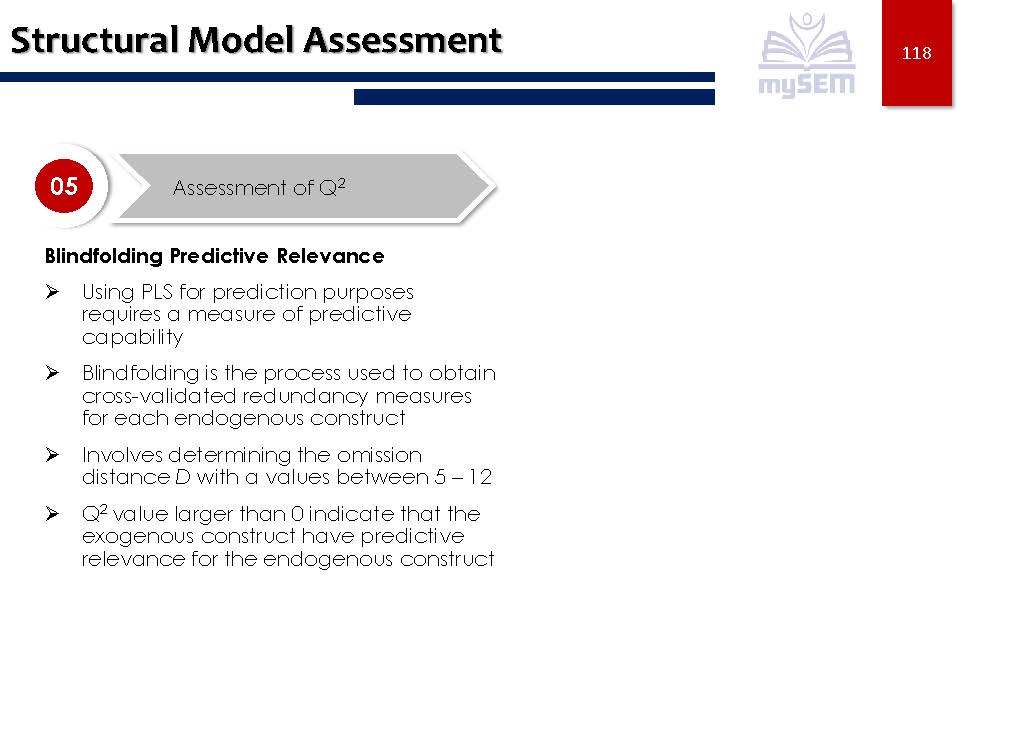 Structural Model Assessment
mySEM
118
05
Assessment of Q²
Blindfolding Predictive Relevance
➢ Using PLS for prediction purposes
requires a measure of predictive
capability
➢ Blindfolding is the process used to obtain
cross-validated redundancy measures
for each endogenous construct
➢ Involves determining the omission
distance D with a values between 5 – 12
➢ Q² value larger than 0 indicate that the
exogenous construct have predictive
relevance for the endogenous construct